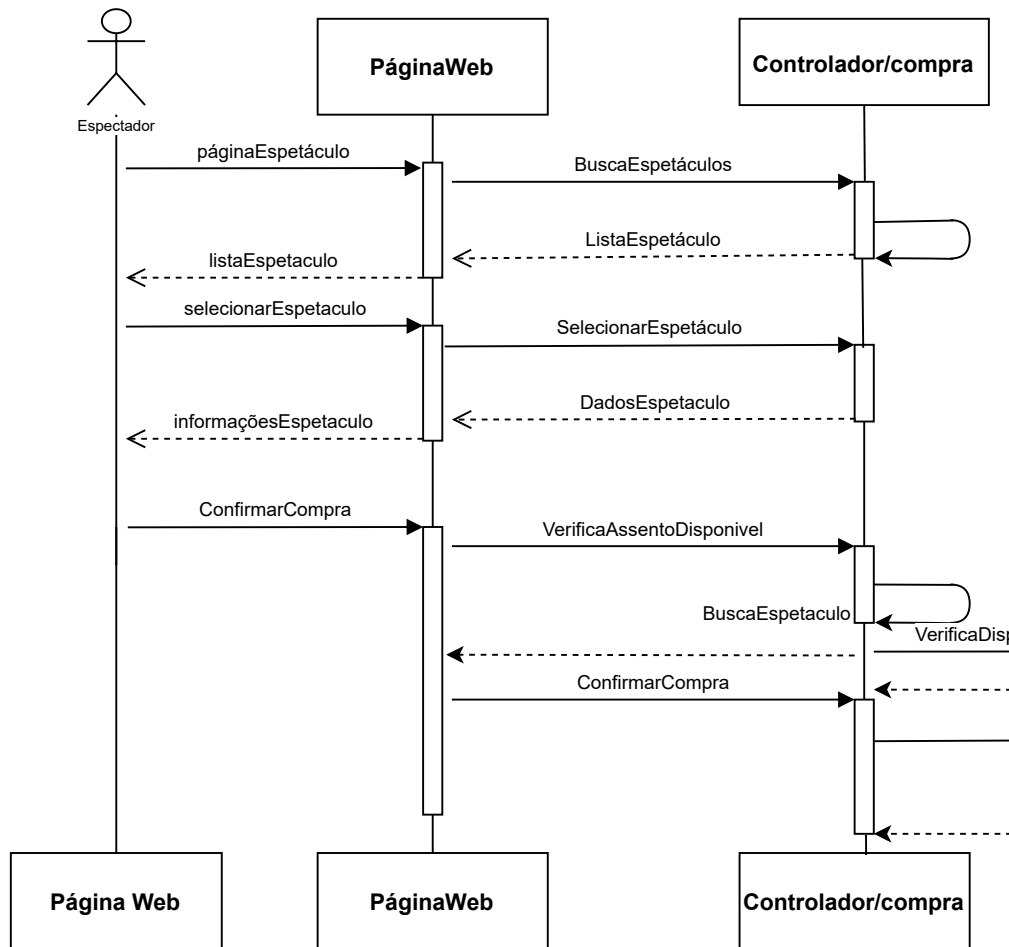 PáginaWeb
Controlador/compra
Espectador
páginaEspetáculo
BuscaEspetáculos
ListaEspetáculo
listaEspetaculo
selecionarEspetaculo
SelecionarEspetáculo
DadosEspetaculo
informaçõesEspetaculo
ConfirmarCompra
VerificaAssentoDisponivel
BuscaEspetaculo
VerificaDisp
ConfirmarCompra
Página Web
PáginaWeb
Controlador/compra